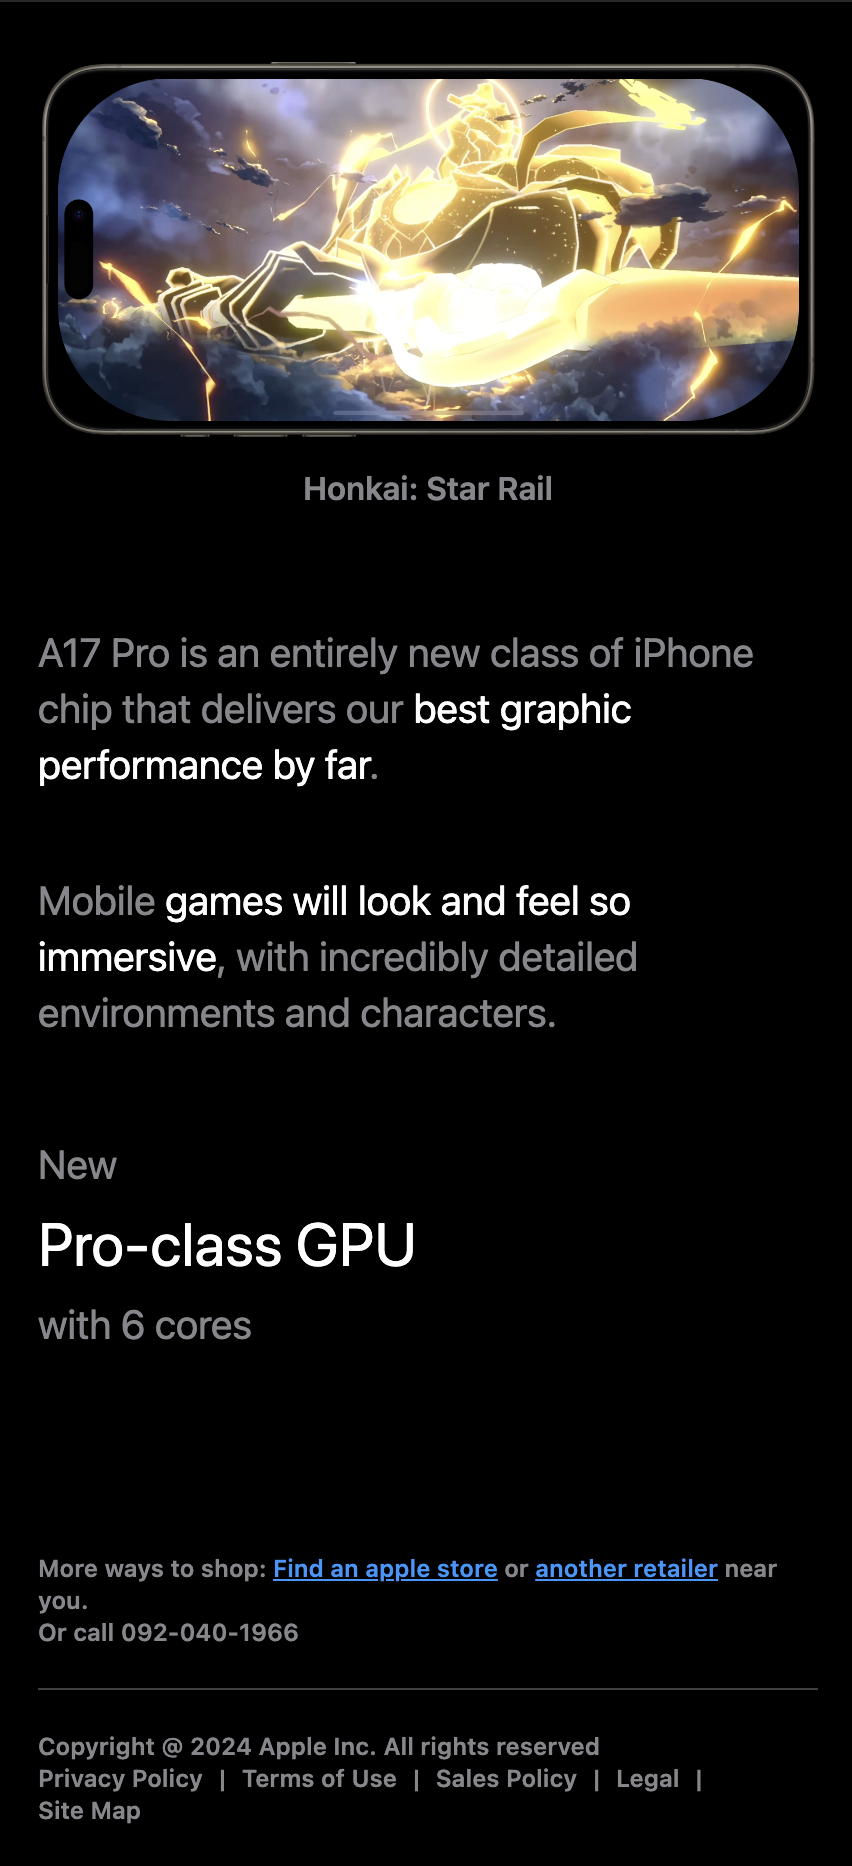 Honkai: Star Rail
A17 Pro is an entirely new class of iPhone
chip that delivers our best graphic
performance by far.
Mobile games will look and feel so
immersive, with incredibly detailed
environments and characters.
New
Pro-class GPU
with 6 cores
More ways to shop: Find an apple store or another retailer near
you.
Or call 092-040-1966
Copyright @ 2024 Apple Inc. All rights reserved
Privacy Policy | Terms of Use | Sales Policy | Legal |
Site Map